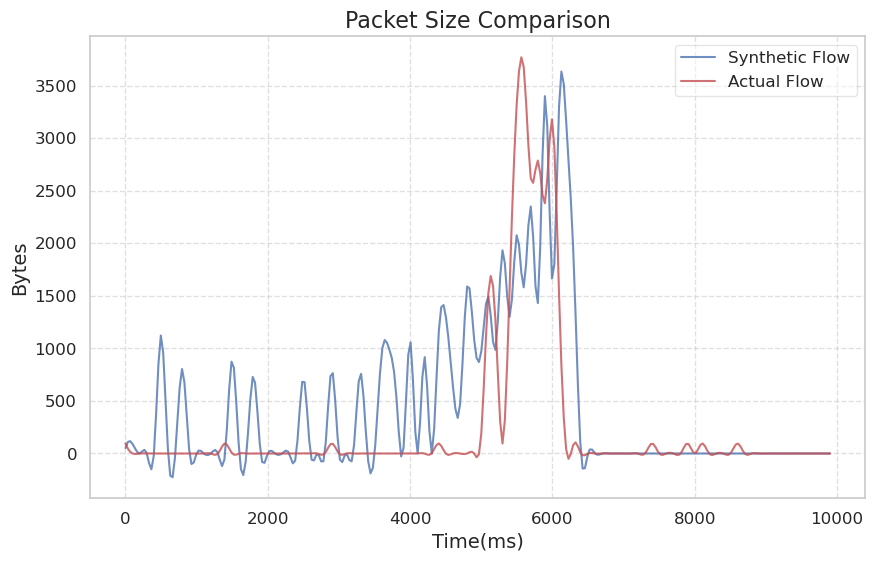 Packet Size Comparison
Synthetic Flow
Actual Flow
3500
3000
2500
2000
1500
1000
500
0
Bytes
0 2000 4000 6000 8000 10000
Time(ms)